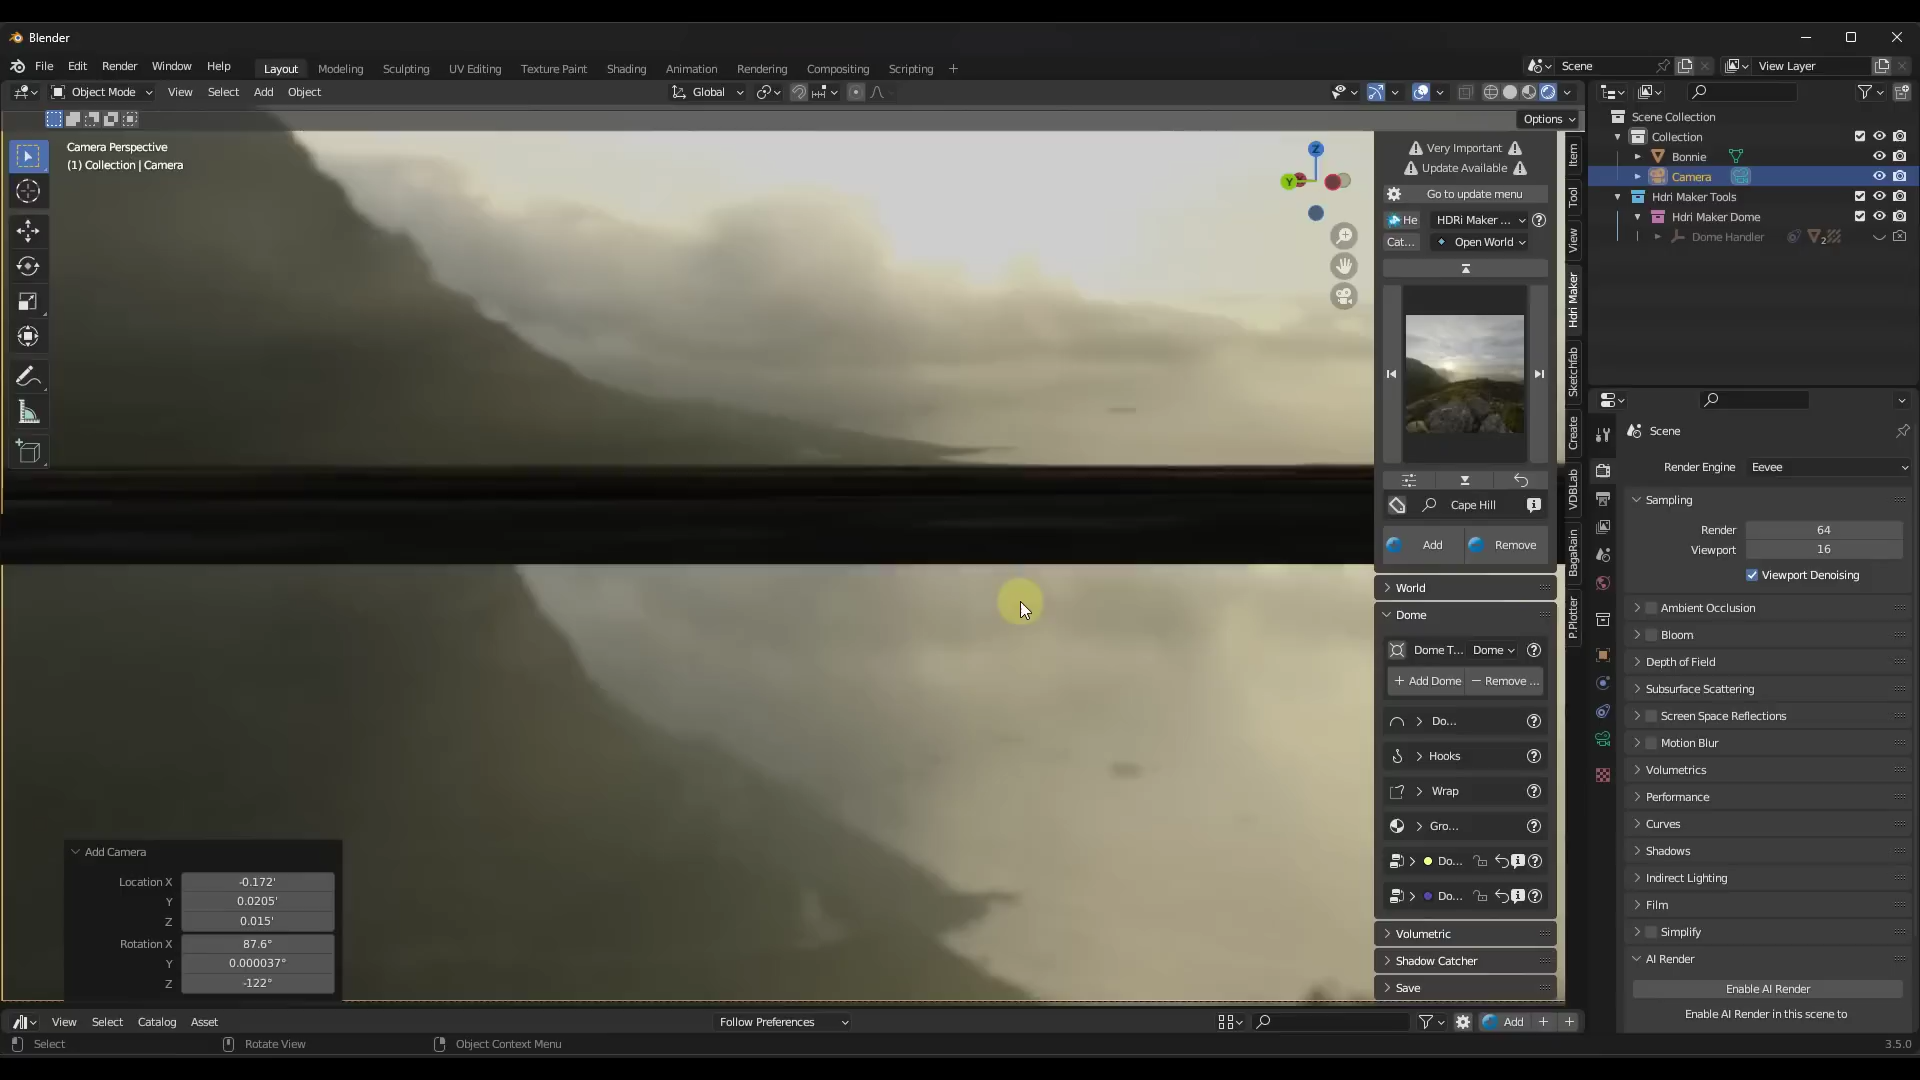 Blender
File Edit Render Window Help
Layout Modeling Sculpting UV Editing Texture Paint Shading Animation Rendering Compositing Scripting +
Scene
View Layer
Object Mode View Select Add Object
Global
Options
Camera Perspective
(1) Collection | Camera
Z
Y
Very Important
Update Available
Go to update menu
He HDRi Maker ...
Cat... Open World
Cape Hill
Add Remove
World
Dome
Dome T... Dome
+ Add Dome — Remove ...
Do...
Hooks
Wrap
Gro...
Do...
Do...
Volumetric
Shadow Catcher
Save
Item
Tool
View
Hdri Maker
Sketchfab
Create
VDBLab
BagaRain
P.Plotter
Scene Collection
Collection
Bonnie
Camera
Hdri Maker Tools
Hdri Maker Dome
Dome Handler 2
Scene
Render Engine Eevee
Sampling
Render 64
Viewport 16
Viewport Denoising
Ambient Occlusion
Bloom
Depth of Field
Subsurface Scattering
Screen Space Reflections
Motion Blur
Volumetrics
Performance
Curves
Shadows
Indirect Lighting
Film
Simplify
AI Render
Enable AI Render
Enable AI Render in this scene to
Add Camera
Location X -0.172'
Y 0.0205'
Z 0.015'
Rotation X 87.6°
Y 0.000037°
Z -122°
View Select Catalog Asset
Follow Preferences
Add
Select Rotate View Object Context Menu
3.5.0